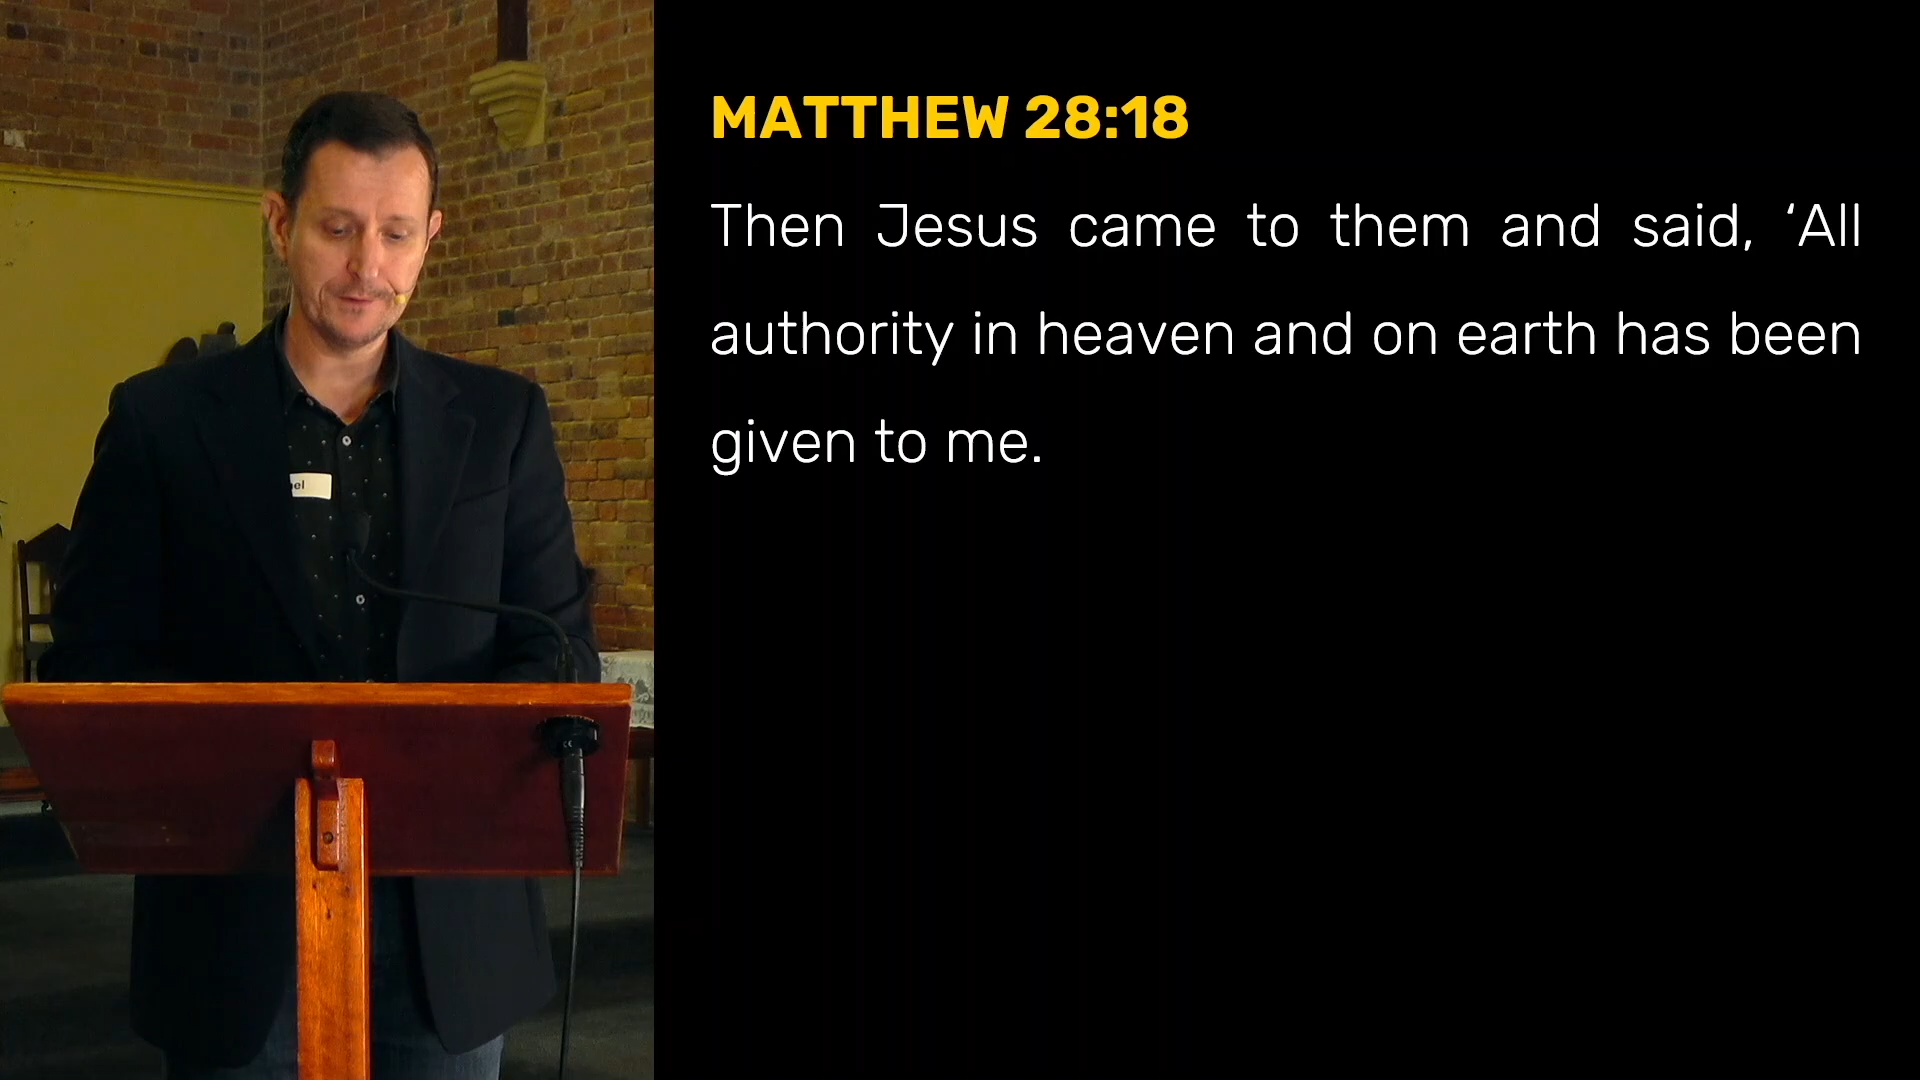 MATTHEW 28:18
Then Jesus came to them and said, ‘All
authority in heaven and on earth has been
given to me.